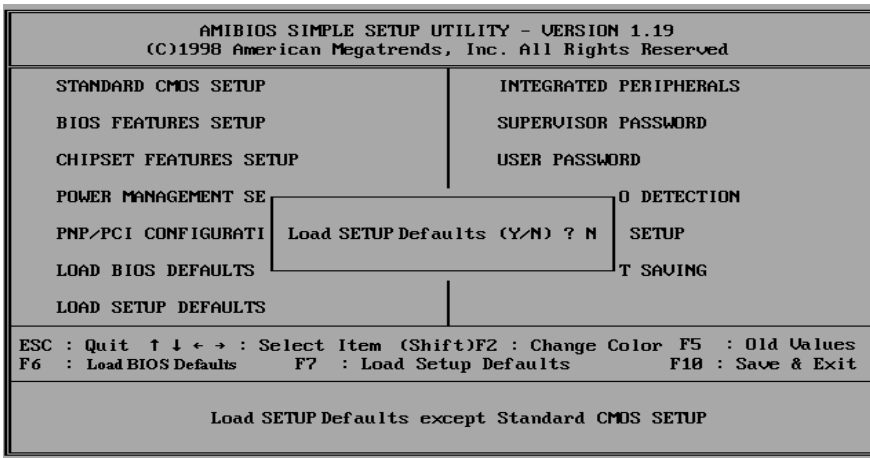 AMIBIOS SIMPLE SETUP UTILITY - VERSION 1.19
(C)1998 American Megatrends, Inc. All Rights Reserved
STANDARD CMOS SETUP
BIOS FEATURES SETUP
CHIPSET FEATURES SETUP
POWER MANAGEMENT SE
PNP/PCI CONFIGURATI
LOAD BIOS DEFAULTS
LOAD SETUP DEFAULTS
INTEGRATED PERIPHERALS
SUPERVISOR PASSWORD
USER PASSWORD
O DETECTION
SETUP
T SAVING
Load SETUP Defaults (Y/N) ? N
ESC : Quit ↑ ↓ ← → : Select Item (Shift)F2 : Change Color F5 : Old Values
F6 : Load BIOS Defaults F7 : Load Setup Defaults F10 : Save & Exit
Load SETUP Defaults except Standard CMOS SETUP